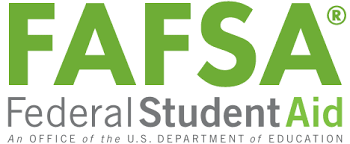 FAFSA®
Federal Student Aid
An OFFICE of the U.S. DEPARTMENT of EDUCATION